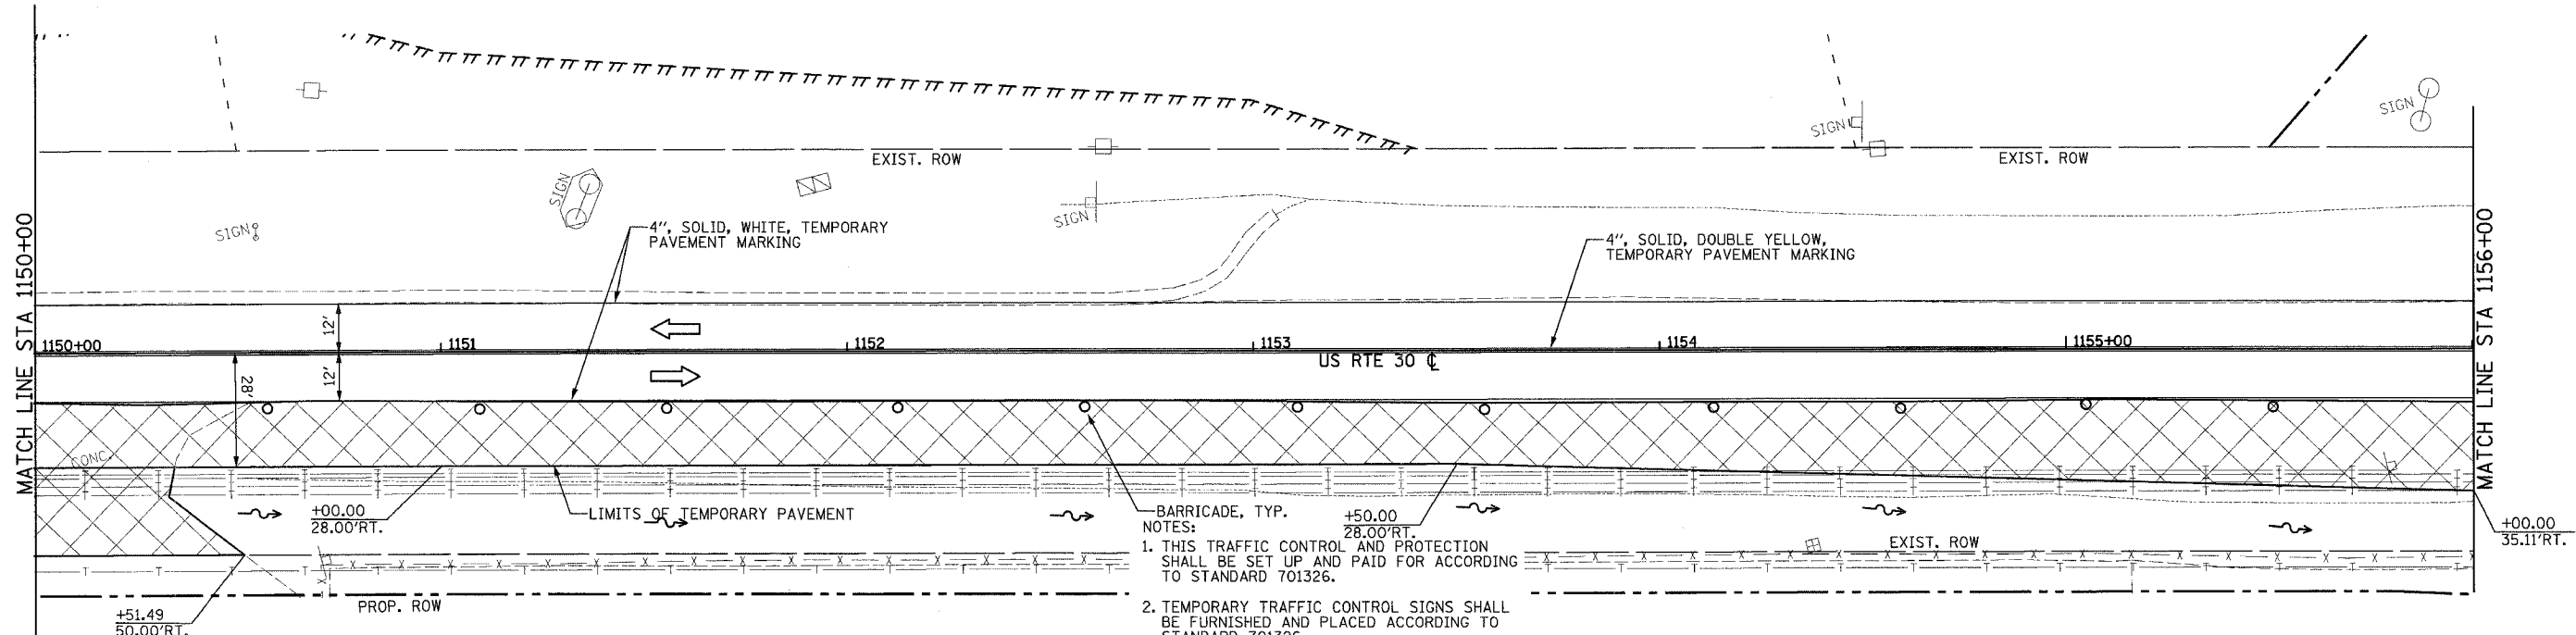 MATCH LINE STA 1150+00
EXIST. ROW
EXIST. ROW
SIGN
SIGN
SIGN
SIGN
SIGN
4", SOLID, WHITE, TEMPORARY
PAVEMENT MARKING
4", SOLID, DOUBLE YELLOW,
TEMPORARY PAVEMENT MARKING
12'
1150+00
1151
1152
1153
1154
1155+00
US RTE 30 ℄
28'
12'
CONC.
+00.00
28.00'RT.
LIMITS OF TEMPORARY PAVEMENT
BARRICADE, TYP.
NOTES:
1. THIS TRAFFIC CONTROL AND PROTECTION
SHALL BE SET UP AND PAID FOR ACCORDING
TO STANDARD 701326.
2. TEMPORARY TRAFFIC CONTROL SIGNS SHALL
BE FURNISHED AND PLACED ACCORDING TO
STANDARD 701326
+50.00
28.00'RT.
EXIST. ROW
+00.00
35.11'RT.
PROP. ROW
+51.49
50.00'RT.
MATCH LINE STA 1156+00